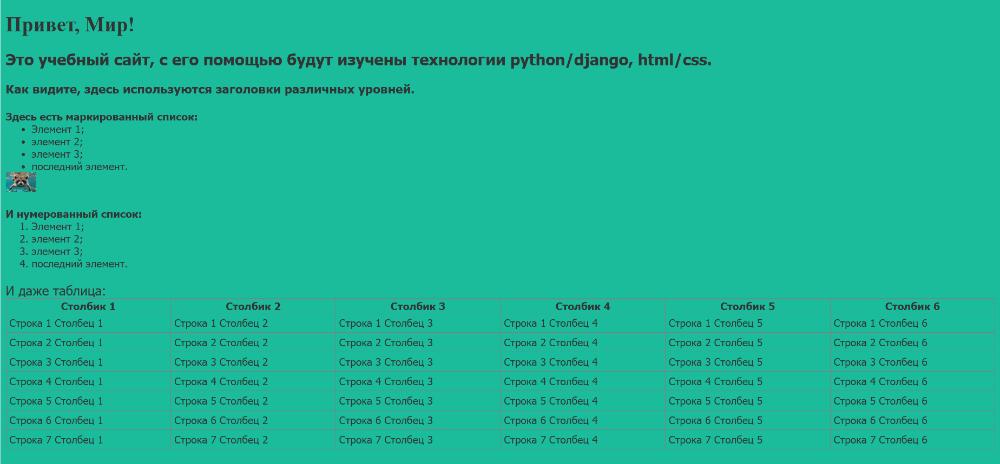 Привет, Мир!
Это учебный сайт, с его помощью будут изучены технологии python/django, html/css.
Как видите, здесь используются заголовки различных уровней.
Здесь есть маркированный список:
• Элемент 1;
• элемент 2;
• элемент 3;
• последний элемент.
И нумерованный список:
1. Элемент 1;
2. элемент 2;
3. элемент 3;
4. последний элемент.
И даже таблица:
Столбик 1 Столбик 2 Столбик 3 Столбик 4 Столбик 5 Столбик 6
Строка 1 Столбец 1 Строка 1 Столбец 2 Строка 1 Столбец 3 Строка 1 Столбец 4 Строка 1 Столбец 5 Строка 1 Столбец 6
Строка 2 Столбец 1 Строка 2 Столбец 2 Строка 2 Столбец 3 Строка 2 Столбец 4 Строка 2 Столбец 5 Строка 2 Столбец 6
Строка 3 Столбец 1 Строка 3 Столбец 2 Строка 3 Столбец 3 Строка 3 Столбец 4 Строка 3 Столбец 5 Строка 3 Столбец 6
Строка 4 Столбец 1 Строка 4 Столбец 2 Строка 4 Столбец 3 Строка 4 Столбец 4 Строка 4 Столбец 5 Строка 4 Столбец 6
Строка 5 Столбец 1 Строка 5 Столбец 2 Строка 5 Столбец 3 Строка 5 Столбец 4 Строка 5 Столбец 5 Строка 5 Столбец 6
Строка 6 Столбец 1 Строка 6 Столбец 2 Строка 6 Столбец 3 Строка 6 Столбец 4 Строка 6 Столбец 5 Строка 6 Столбец 6
Строка 7 Столбец 1 Строка 7 Столбец 2 Строка 7 Столбец 3 Строка 7 Столбец 4 Строка 7 Столбец 5 Строка 7 Столбец 6